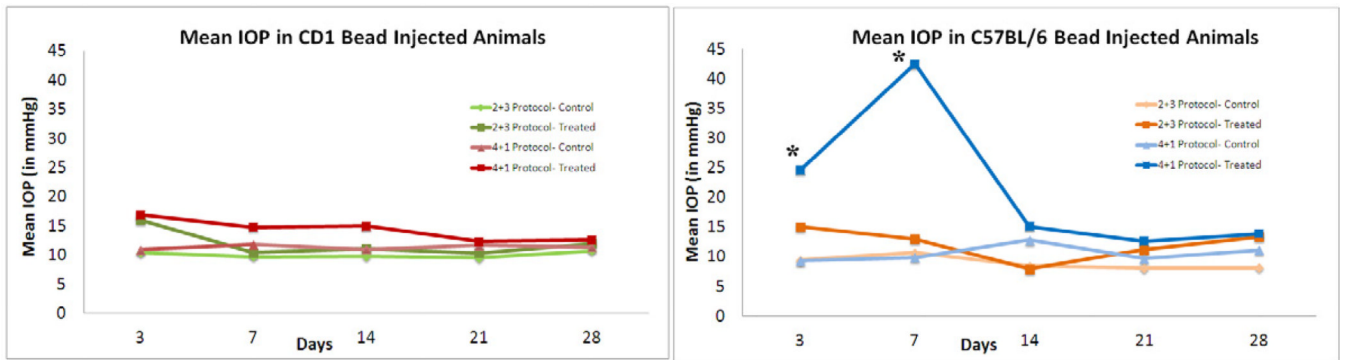 Mean IOP in CD1 Bead Injected Animals
Mean IOP (in mmHg)
45
40
35
30
25
20
15
10
5
0
2+3 Protocol- Control
2+3 Protocol- Treated
4+1 Protocol- Control
4+1 Protocol- Treated
3 7 14 21 28
Days
Mean IOP in C57BL/6 Bead Injected Animals
Mean IOP (in mmHg)
45
40
35
30
25
20
15
10
5
0
*
*
2+3 Protocol- Control
2+3 Protocol- Treated
4+1 Protocol- Control
4+1 Protocol- Treated
3 7 14 21 28
Days